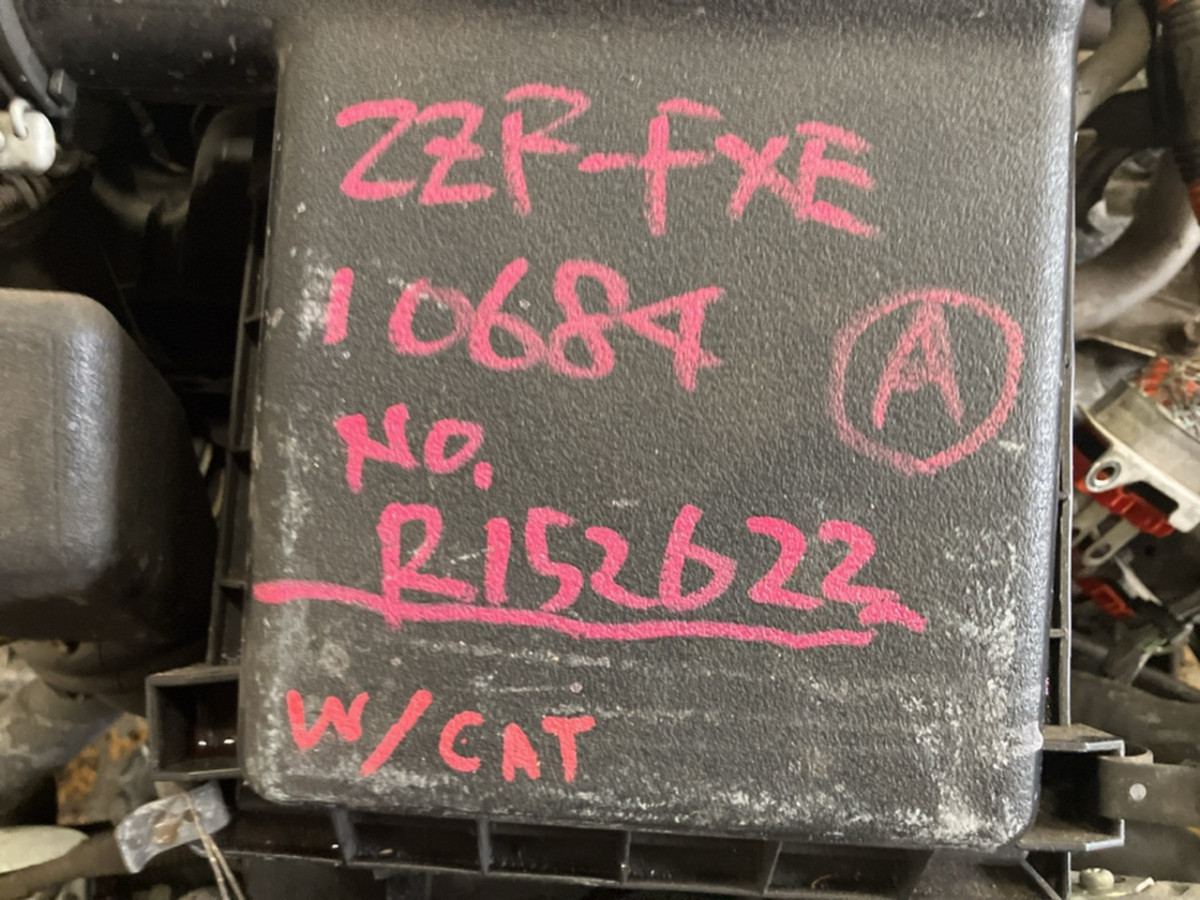 2ZR-FXE
10684
A
No.
R152622
W/CAT